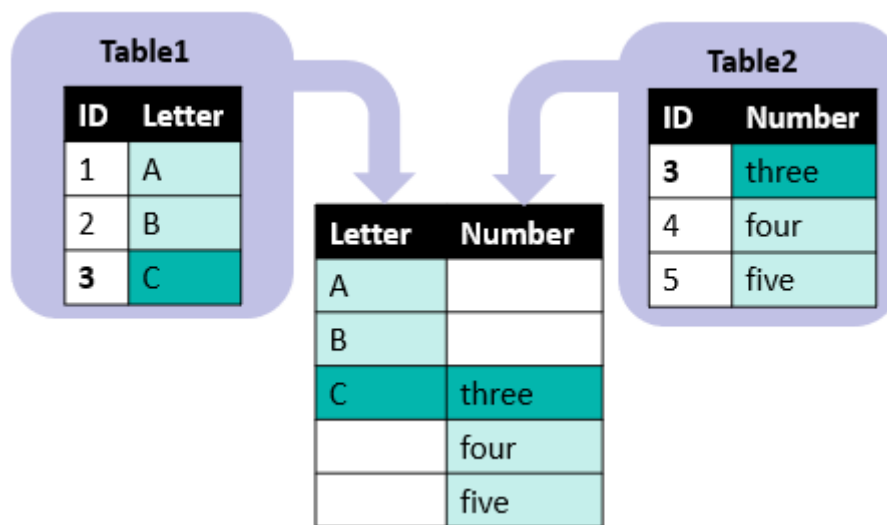 Table1
ID Letter
1 A
2 B
3 C
Table2
ID Number
3 three
4 four
5 five
Letter Number
A
B
C three
four
five